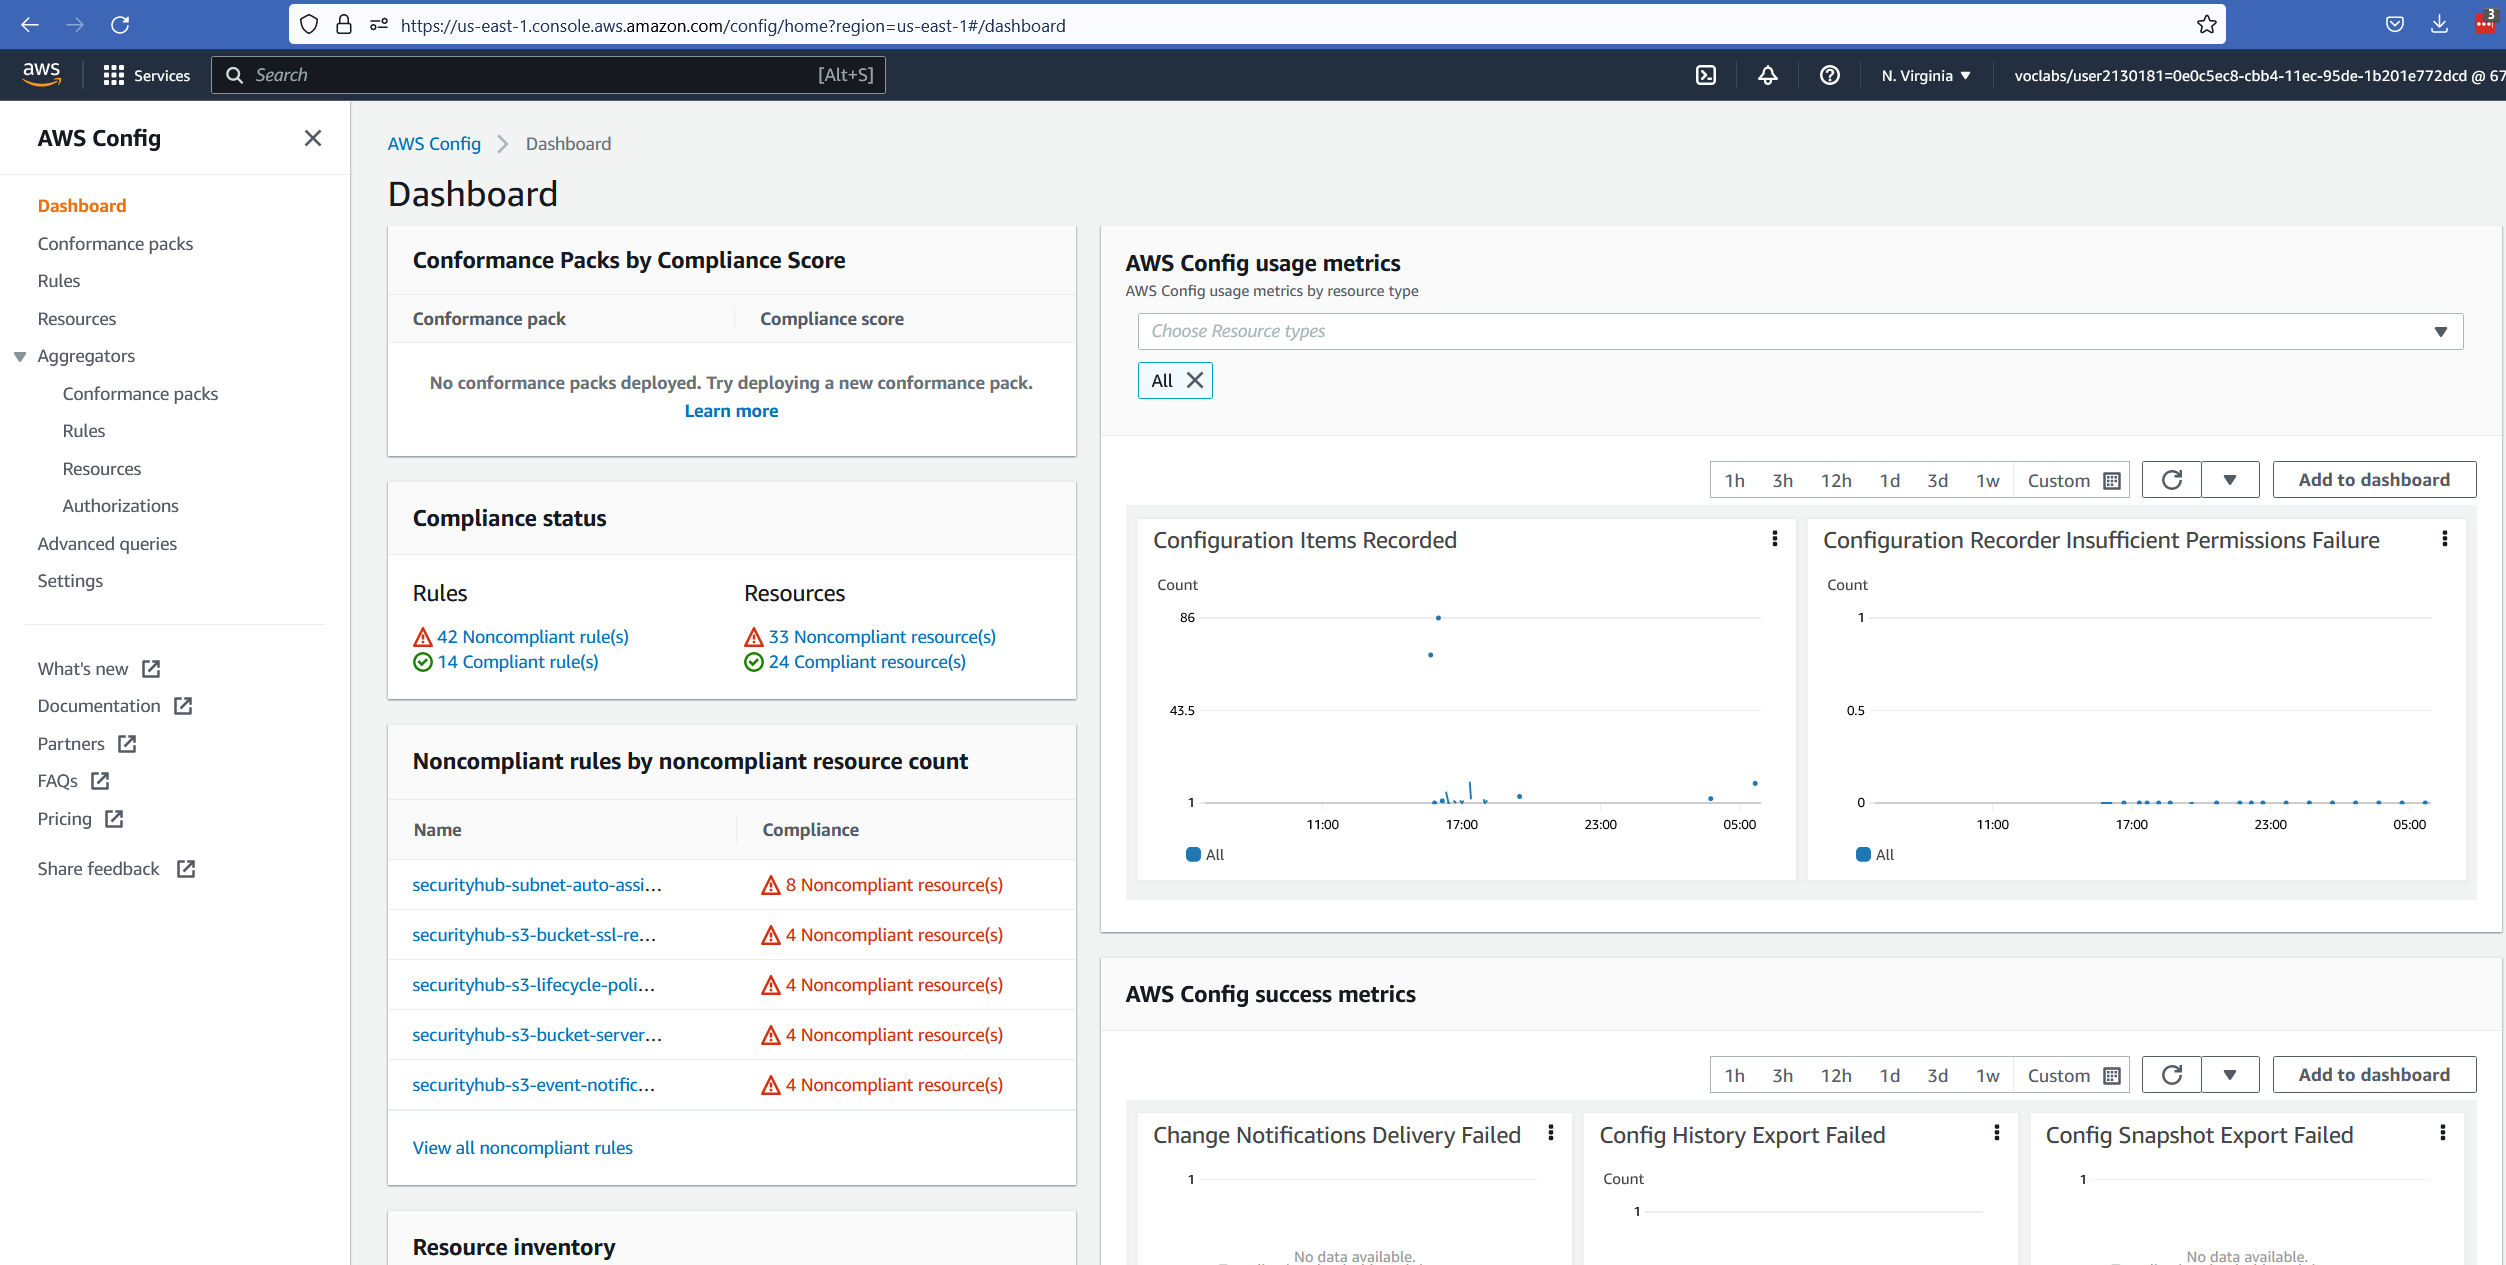 https://us-east-1.console.aws.amazon.com/config/home?region=us-east-1#/dashboard
3
aws
Services
Search
[Alt+S]
N. Virginia
voclabs/user2130181=0e0c5ec8-cbb4-11ec-95de-1b201e772dcd @ 67
AWS Config
Dashboard
Conformance packs
Rules
Resources
Aggregators
Conformance packs
Rules
Resources
Authorizations
Advanced queries
Settings
What's new
Documentation
Partners
FAQs
Pricing
Share feedback
AWS Config
Dashboard
Dashboard
Conformance Packs by Compliance Score
Conformance pack
Compliance score
No conformance packs deployed. Try deploying a new conformance pack.
Learn more
Compliance status
Rules
42 Noncompliant rule(s)
14 Compliant rule(s)
Resources
33 Noncompliant resource(s)
24 Compliant resource(s)
Noncompliant rules by noncompliant resource count
Name
Compliance
securityhub-subnet-auto-assi...
8 Noncompliant resource(s)
securityhub-s3-bucket-ssl-re...
4 Noncompliant resource(s)
securityhub-s3-lifecycle-poli...
4 Noncompliant resource(s)
securityhub-s3-bucket-server...
4 Noncompliant resource(s)
securityhub-s3-event-notific...
4 Noncompliant resource(s)
View all noncompliant rules
Resource inventory
AWS Config usage metrics
AWS Config usage metrics by resource type
Choose Resource types
All
1h 3h 12h 1d 3d 1w Custom
Add to dashboard
Configuration Items Recorded
Count
86
43.5
1
11:00 17:00 23:00 05:00
All
Configuration Recorder Insufficient Permissions Failure
Count
1
0.5
0
11:00 17:00 23:00 05:00
All
AWS Config success metrics
1h 3h 12h 1d 3d 1w Custom
Add to dashboard
Change Notifications Delivery Failed
1
No data available.
Config History Export Failed
Count
1
Config Snapshot Export Failed
1
No data available.